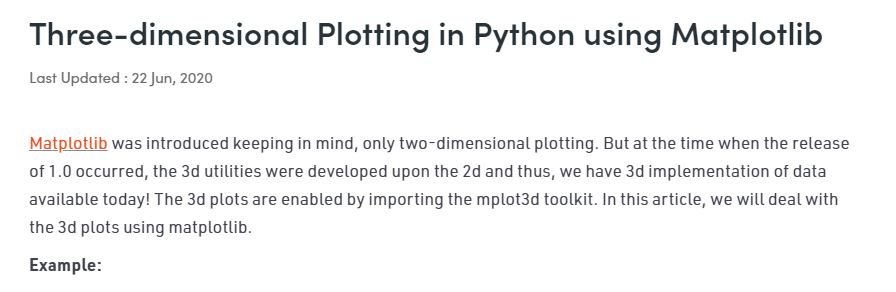 Three-dimensional Plotting in Python using Matplotlib
Last Updated : 22 Jun, 2020
Matplotlib was introduced keeping in mind, only two-dimensional plotting. But at the time when the release
of 1.0 occurred, the 3d utilities were developed upon the 2d and thus, we have 3d implementation of data
available today! The 3d plots are enabled by importing the mplot3d toolkit. In this article, we will deal with
the 3d plots using matplotlib.
Example: